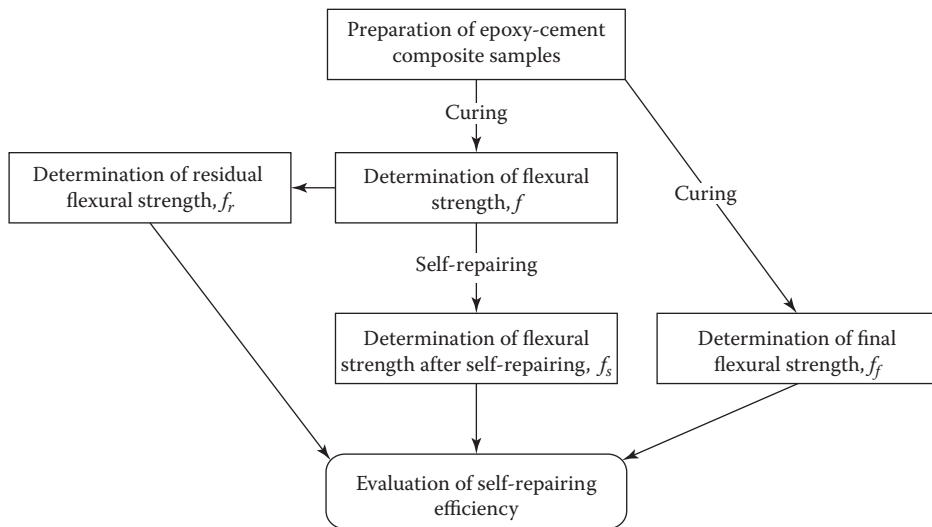 Preparation of epoxy-cement
composite samples
Curing
Determination of residual
flexural strength, f_r
Determination of flexural
strength, f
Curing
Self-repairing
Determination of flexural
strength after self-repairing, f_s
Determination of final
flexural strength, f_f
Evaluation of self-repairing
efficiency